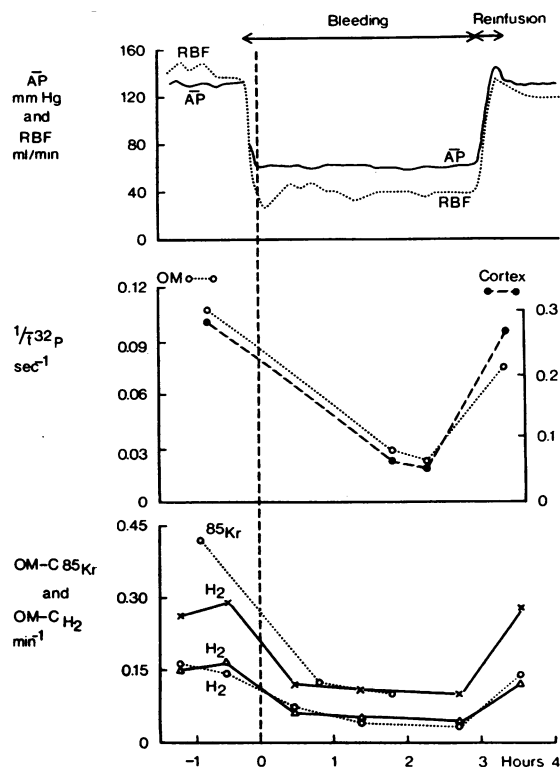 Bleeding
Reinfusion
160
120
80
40
0
AP
mm Hg
and
RBF
ml/min
RBF
AP
AP
RBF
OM
Cortex
0.12
0.09
0.06
0.03
0
1/t 32P
sec-1
0.3
0.2
0.1
0
0.45
0.30
0.15
0
OM-C 85Kr
and
OM-C H2
min-1
85Kr
H2
H2
H2
-1 0 1 2 3 Hours 4